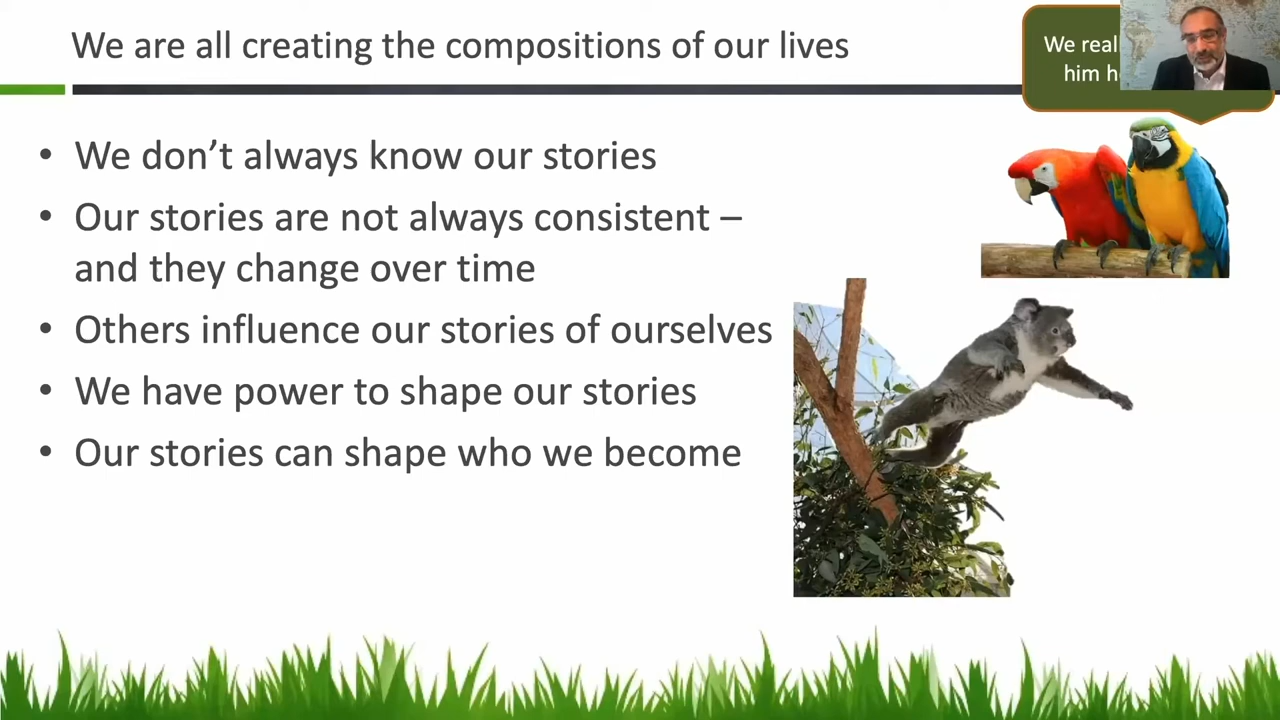 We are all creating the compositions of our lives
We
him
• We don’t always know our stories
• Our stories are not always consistent –
and they change over time
• Others influence our stories of ourselves
• We have power to shape our stories
• Our stories can shape who we become